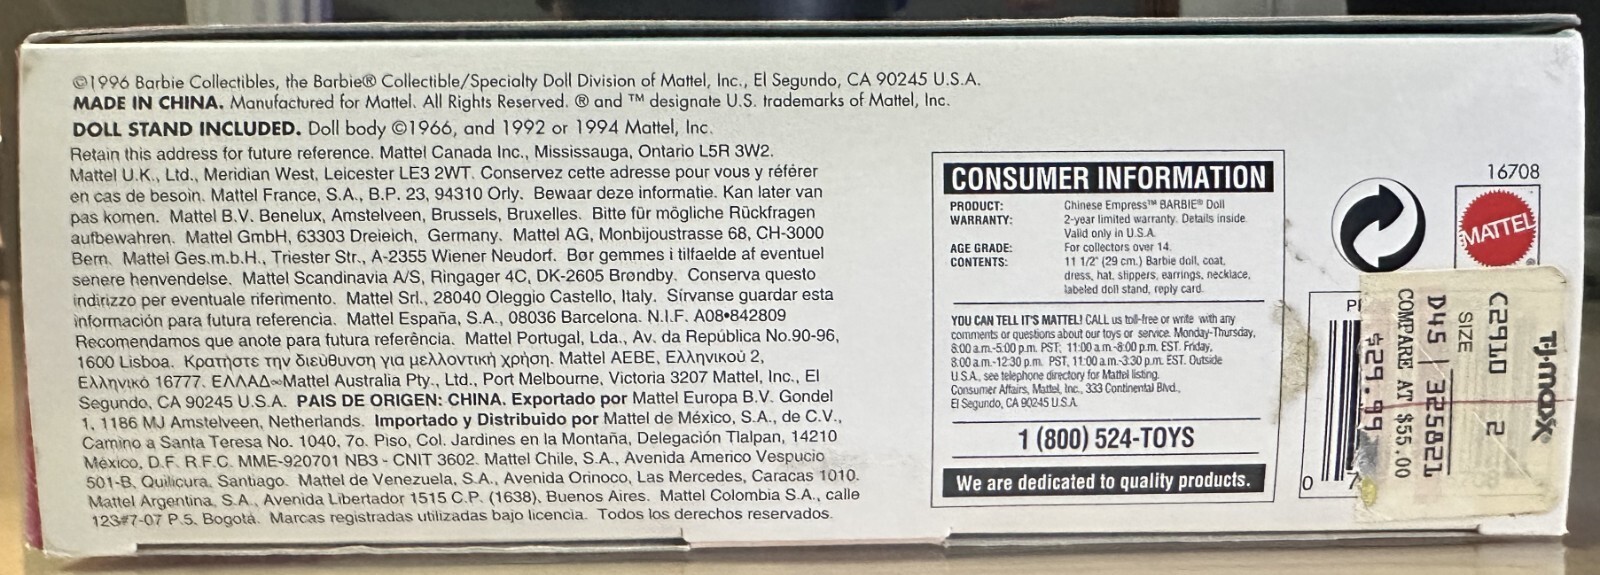 ©1996 Barbie Collectibles, the Barbie® Collectible/Specialty Doll Division of Mattel, Inc., El Segundo, CA 90245 U.S.A.
MADE IN CHINA. Manufactured for Mattel. All Rights Reserved. ® and ™ designate U.S. trademarks of Mattel, Inc.
DOLL STAND INCLUDED. Doll body ©1966, and 1992 or 1994 Mattel, Inc.
Retain this address for future reference. Mattel Canada Inc., Mississauga, Ontario L5R 3W2.
Mattel U.K., Ltd., Meridian West, Leicester LE3 2WT. Conservez cette adresse pour vous y référer
en cas de besoin. Mattel France, S.A., B.P. 23, 94310 Orly. Bewaar deze informatie. Kan later van
pas komen. Mattel B.V. Benelux, Amstelveen, Brussels, Bruxelles. Bitte für mögliche Rückfragen
aufbewahren. Mattel GmbH, 63303 Dreieich, Germany. Mattel AG, Monbijoustrasse 68, CH-3000
Bern. Mattel Ges.m.b.H., Triester Str., A-2355 Wiener Neudorf. Bør gemmes i tilfaelde af eventuel
senere henvendelse. Mattel Scandinavia A/S, Ringager 4C, DK-2605 Brøndby. Conserva questo
indirizzo per eventuale riferimento. Mattel Srl., 28040 Oleggio Castello, Italy. Sírvanse guardar esta
información para futura referencia. Mattel España, S.A., 08036 Barcelona. N.I.F. A08•842809
Recomendamos que anote para futura referência. Mattel Portugal, Lda., Av. da República No.90-96,
1600 Lisboa. Κρατήστε την διεύθυνση για μελλοντική χρήση. Mattel AEBE, Ελληνικού 2,
Ελληνικό 16777. ΕΛΛΑΔ∞Mattel Australia Pty., Ltd., Port Melbourne, Victoria 3207 Mattel, Inc., El
Segundo, CA 90245 U.S.A. PAIS DE ORIGEN: CHINA. Exportado por Mattel Europa B.V. Gondel
1, 1186 MJ Amstelveen, Netherlands. Importado y Distribuido por Mattel de México, S.A., de C.V.,
Camino a Santa Teresa No. 1040, 7o. Piso, Col. Jardines en la Montaña, Delegación Tlalpan, 14210
México, D.F. R.F.C. MME-920701 NB3 - CNIT 3602. Mattel Chile, S.A., Avenida Americo Vespucio
501-B, Quilicura, Santiago. Mattel de Venezuela, S.A., Avenida Orinoco, Las Mercedes, Caracas 1010.
Mattel Argentina, S.A., Avenida Libertador 1515 C.P. (1638), Buenos Aires. Mattel Colombia S.A., calle
123#7-07 P.5, Bogotá. Marcas registradas utilizadas bajo licencia. Todos los derechos reservados.
CONSUMER INFORMATION
PRODUCT: Chinese Empress™ BARBIE® Doll
WARRANTY: 2-year limited warranty. Details inside.
Valid only in U.S.A.
AGE GRADE: For collectors over 14.
CONTENTS: 11 1/2" (29 cm.) Barbie doll, coat,
dress, hat, slippers, earrings, necklace,
labeled doll stand, reply card.
YOU CAN TELL IT'S MATTEL! CALL us toll-free or write with any
comments or questions about our toys or service. Monday-Thursday,
8:00 a.m.-5:00 p.m. PST; 11:00 a.m.-8:00 p.m. EST. Friday,
8:00 a.m.-12:30 p.m. PST, 11:00 a.m.-3:30 p.m. EST. Outside
U.S.A., see telephone directory for Mattel listing.
Consumer Affairs, Mattel, Inc., 333 Continental Blvd.,
El Segundo, CA 90245 U.S.A.
1 (800) 524-TOYS
We are dedicated to quality products.
16708
MATTEL®
0 7
T·J·maxx
C2910 2
SIZE
D45 325821
COMPARE AT $55.00
$29.99